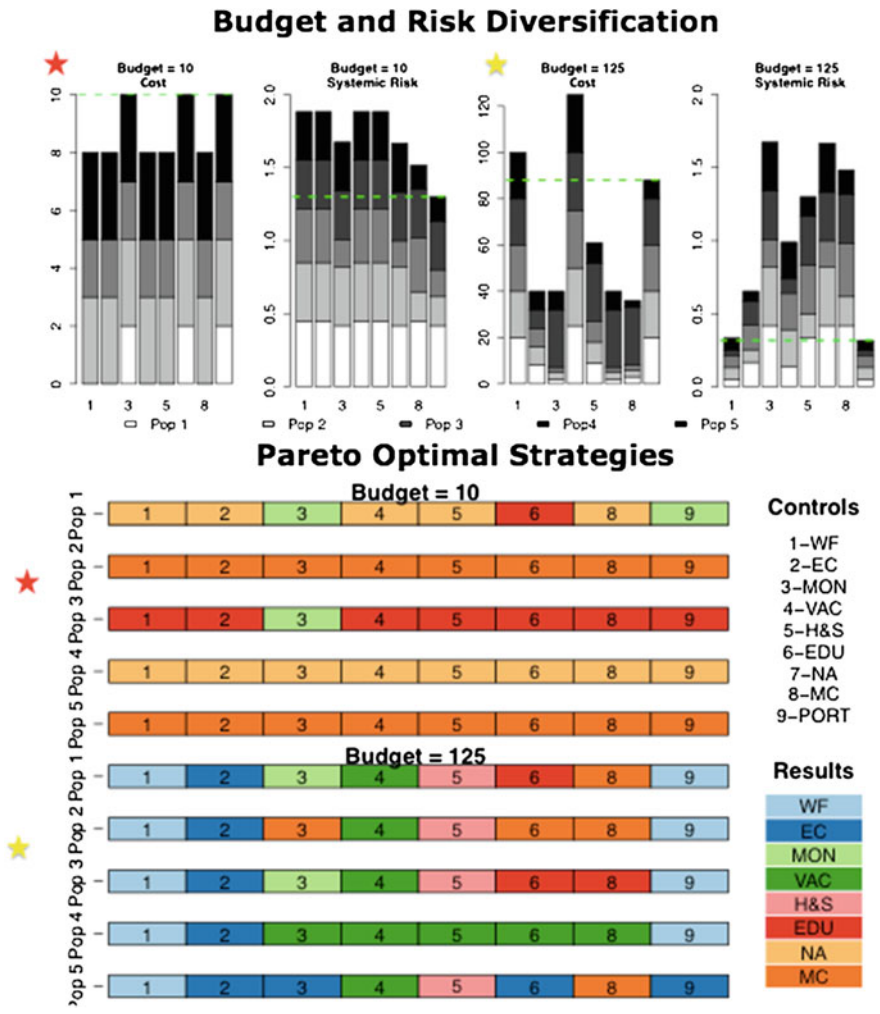 Budget and Risk Diversification
Budget = 10
Cost
Budget = 10
Systemic Risk
Budget = 125
Cost
Budget = 125
Systemic Risk
0 2 4 6 8 10
0.0 0.5 1.0 1.5 2.0
0 20 40 60 80 100 120
0.0 0.5 1.0 1.5 2.0
1 3 5 8
1 3 5 8
1 3 5 8
1 3 5 8
Pop 1 Pop 2 Pop 3 Pop4 Pop 5
Pareto Optimal Strategies
Budget = 10
Pop 1 1 2 3 4 5 6 8 9
Pop 2 1 2 3 4 5 6 8 9
Pop 3 1 2 3 4 5 6 8 9
Pop 4 1 2 3 4 5 6 8 9
Pop 5 1 2 3 4 5 6 8 9
Budget = 125
Pop 1 1 2 3 4 5 6 8 9
Pop 2 1 2 3 4 5 6 8 9
Pop 3 1 2 3 4 5 6 8 9
Pop 4 1 2 3 4 5 6 8 9
Pop 5 1 2 3 4 5 6 8 9
Controls
1-WF
2-EC
3-MON
4-VAC
5-H&S
6-EDU
7-NA
8-MC
9-PORT
Results
WF
EC
MON
VAC
H&S
EDU
NA
MC